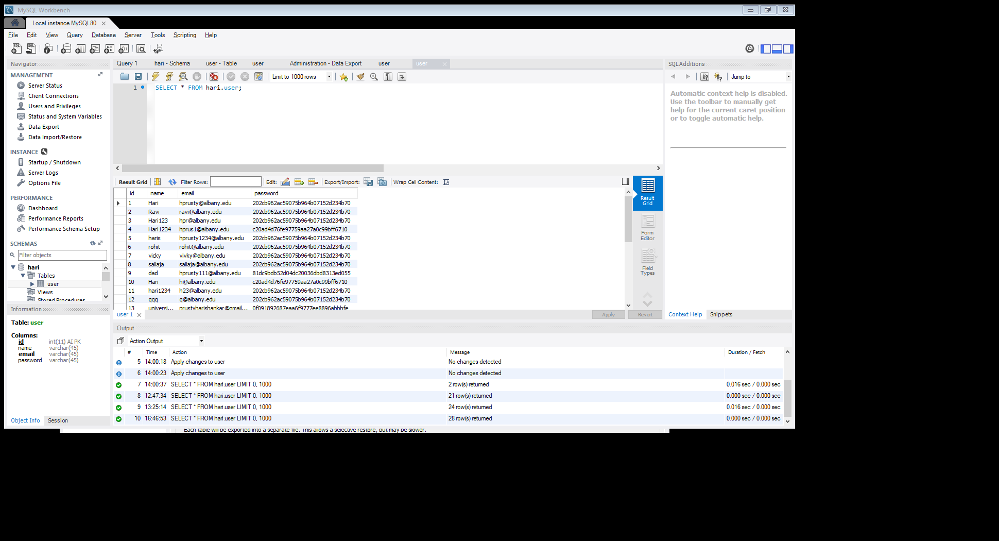 MySQL Workbench
Local instance MySQL80
File Edit View Query Database Server Tools Scripting Help
Navigator
MANAGEMENT
Server Status
Client Connections
Users and Privileges
Status and System Variables
Data Export
Data Import/Restore
INSTANCE
Startup / Shutdown
Server Logs
Options File
PERFORMANCE
Dashboard
Performance Reports
Performance Schema Setup
SCHEMAS
Filter objects
hari
Tables
user
Views
Stored Procedures
Information
Table: user
Columns:
id int(11) AI PK
name varchar(45)
email varchar(45)
password varchar(45)
Object Info Session
Query 1 hari - Schema user - Table user Administration - Data Export user user
Limit to 1000 rows
1 SELECT * FROM hari.user;
Result Grid Filter Rows: Edit: Export/Import: Wrap Cell Content:
id name email password
1 Hari hprusty@albany.edu 202cb962ac59075b964b07152d234b70
2 Ravi ravi@albany.edu 202cb962ac59075b964b07152d234b70
3 Hari123 hpr@albany.edu 202cb962ac59075b964b07152d234b70
4 Hari1234 hprus1@albany.edu c20ad4d76fe97759aa27a0c99bff6710
5 haris hprusty1234@albany.edu 202cb962ac59075b964b07152d234b70
6 rohit rohit@albany.edu 202cb962ac59075b964b07152d234b70
7 vicky vivky@albany.edu 202cb962ac59075b964b07152d234b70
8 sailaja sailaja@albany.edu 202cb962ac59075b964b07152d234b70
9 dad hprusty111@albany.edu 81dc9bdb52d04dc20036dbd8313ed055
10 Hari h@albany.edu c20ad4d76fe97759aa27a0c99bff6710
11 hari1234 h23@albany.edu 202cb962ac59075b964b07152d234b70
12 qqq q@albany.edu 202cb962ac59075b964b07152d234b70
13 universi... prustyharishankar@gmail... 0f091892687eaa6f9777ee8896abbbfe
Result Grid
Form Editor
Field Types
user 1
Apply Revert
SQLAdditions
Jump to
Automatic context help is disabled.
Use the toolbar to manually get
help for the current caret position
or to toggle automatic help.
Context Help Snippets
Output
Action Output
# Time Action Message Duration / Fetch
5 14:00:18 Apply changes to user No changes detected
6 14:00:23 Apply changes to user No changes detected
7 14:00:37 SELECT * FROM hari.user LIMIT 0, 1000 2 row(s) returned 0.016 sec / 0.000 sec
8 12:47:34 SELECT * FROM hari.user LIMIT 0, 1000 21 row(s) returned 0.000 sec / 0.000 sec
9 13:25:14 SELECT * FROM hari.user LIMIT 0, 1000 24 row(s) returned 0.016 sec / 0.000 sec
10 16:46:53 SELECT * FROM hari.user LIMIT 0, 1000 28 row(s) returned 0.000 sec / 0.000 sec
Each table will be exported into a separate file. This allows a selective restore, but may be slower.